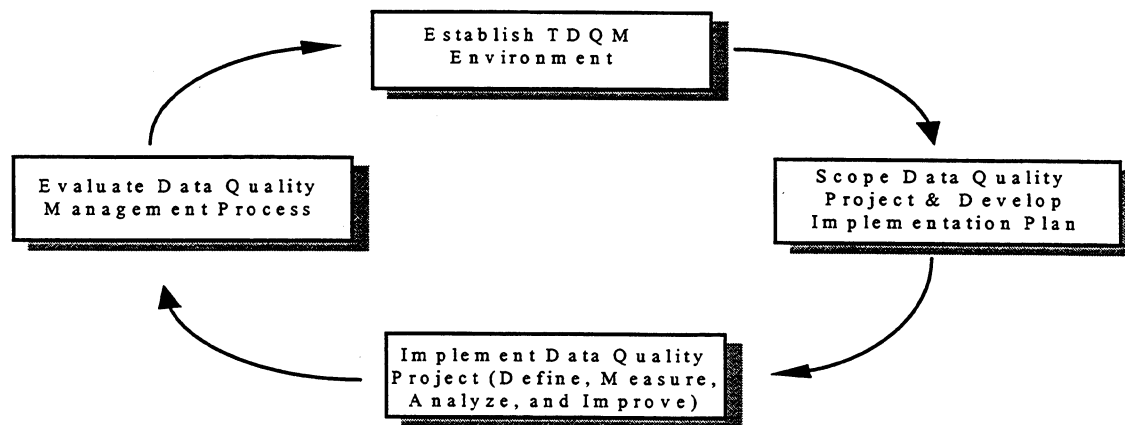 Establish TDQM
Environment
Scope Data Quality
Project & Develop
Implementation Plan
Implement Data Quality
Project (Define, Measure,
Analyze, and Improve)
Evaluate Data Quality
Management Process